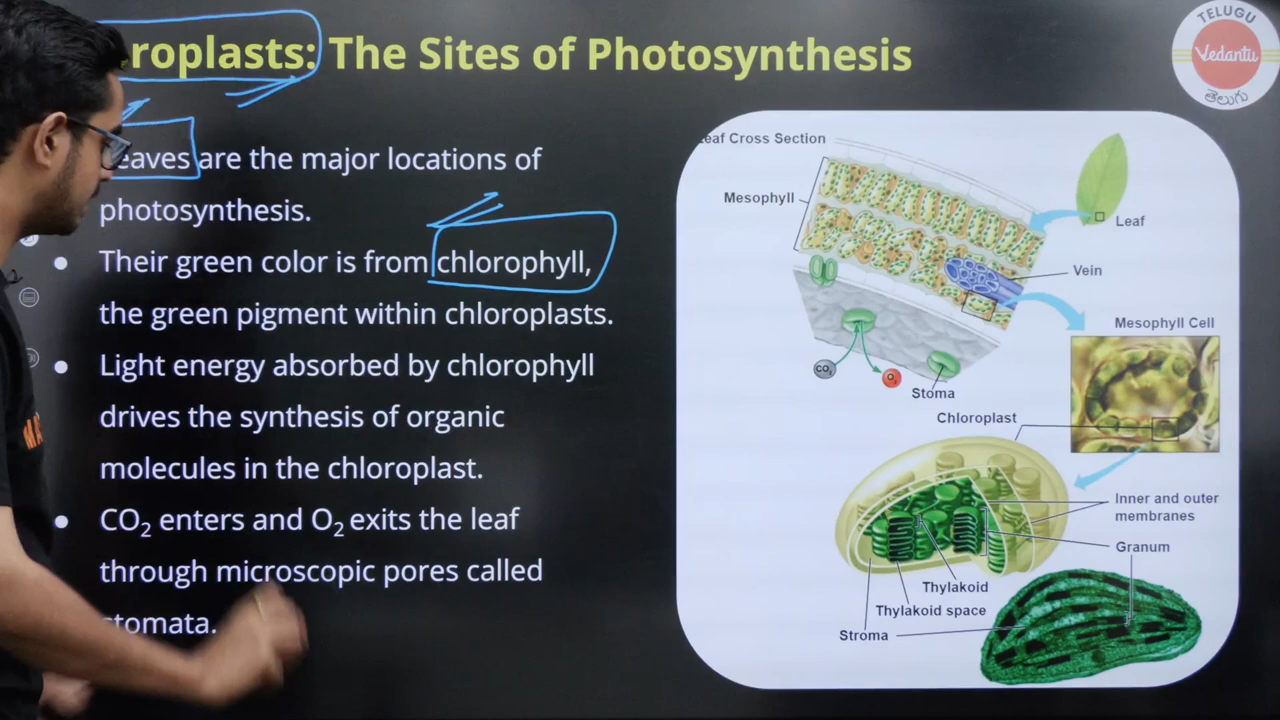 roplasts: The Sites of Photosynthesis
eaves are the major locations of
photosynthesis.
Their green color is from chlorophyll,
the green pigment within chloroplasts.
Light energy absorbed by chlorophyll
drives the synthesis of organic
molecules in the chloroplast.
CO₂ enters and O₂ exits the leaf
through microscopic pores called
stomata.
TELUGU
Vedantu
తెలుగు
eaf Cross Section
Mesophyll
Leaf
Vein
Mesophyll Cell
CO₂
O₂
Stoma
Chloroplast
Inner and outer
membranes
Granum
Thylakoid
Thylakoid space
Stroma